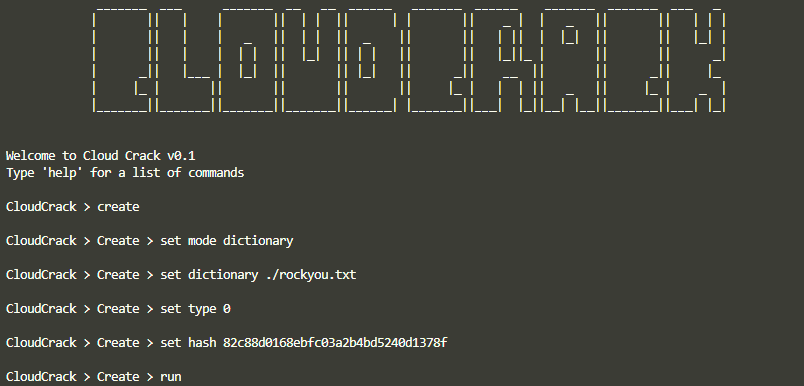 CLOUDCRACK
Welcome to Cloud Crack v0.1
Type 'help' for a list of commands
CloudCrack > create
CloudCrack > Create > set mode dictionary
CloudCrack > Create > set dictionary ./rockyou.txt
CloudCrack > Create > set type 0
CloudCrack > Create > set hash 82c88d0168ebfc03a2b4bd5240d1378f
CloudCrack > Create > run